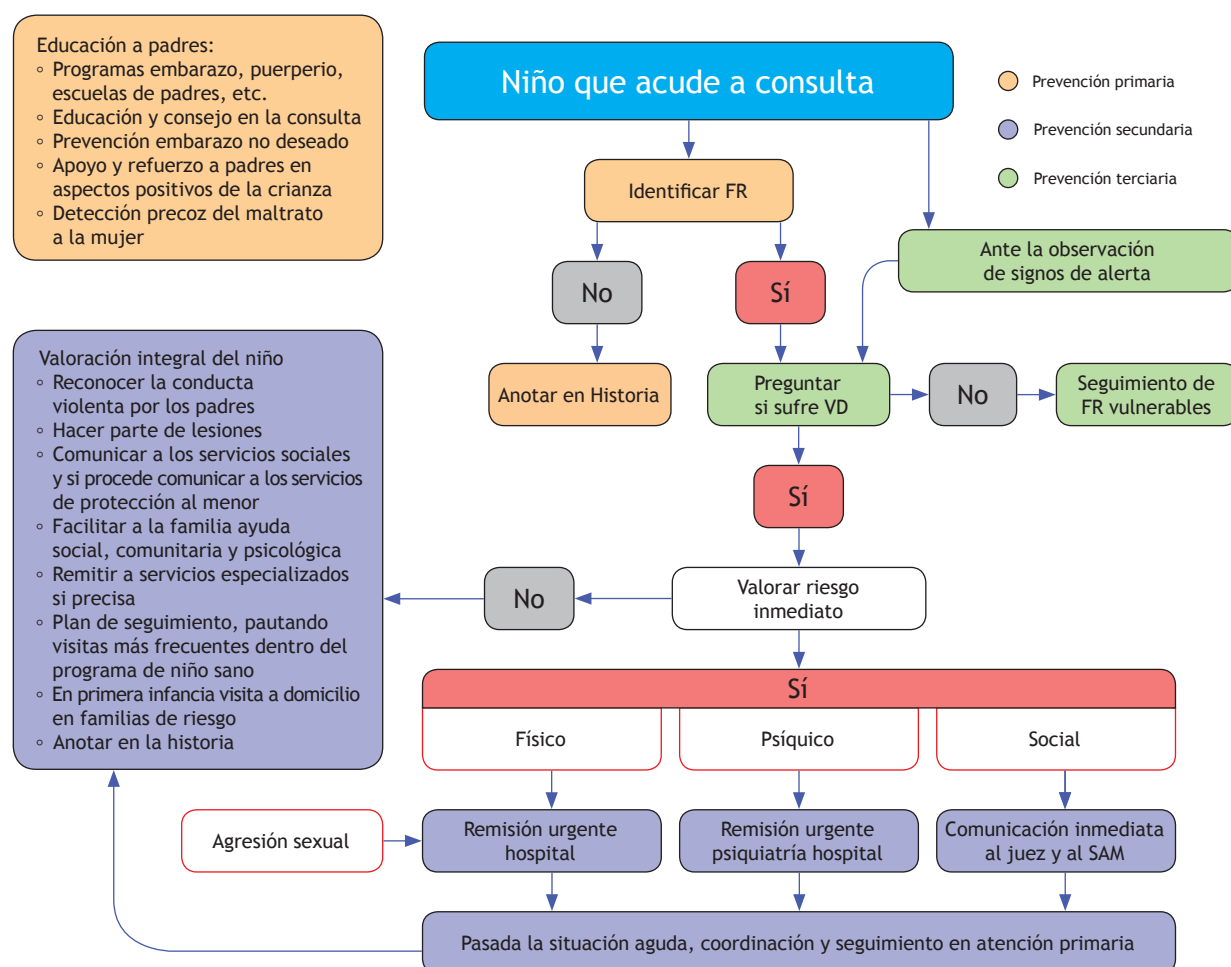 Educación a padres:
◦ Programas embarazo, puerperio,
escuelas de padres, etc.
◦ Educación y consejo en la consulta
◦ Prevención embarazo no deseado
◦ Apoyo y refuerzo a padres en
aspectos positivos de la crianza
◦ Detección precoz del maltrato
a la mujer
Niño que acude a consulta
Prevención primaria
Prevención secundaria
Prevención terciaria
Identificar FR
Ante la observación
de signos de alerta
No
Sí
Anotar en Historia
Preguntar
si sufre VD
No
Seguimiento de
FR vulnerables
Sí
Valorar riesgo
inmediato
No
Valoración integral del niño
◦ Reconocer la conducta
violenta por los padres
◦ Hacer parte de lesiones
◦ Comunicar a los servicios sociales
y si procede comunicar a los servicios
de protección al menor
◦ Facilitar a la familia ayuda
social, comunitaria y psicológica
◦ Remitir a servicios especializados
si precisa
◦ Plan de seguimiento, pautando
visitas más frecuentes dentro del
programa de niño sano
◦ En primera infancia visita a domicilio
en familias de riesgo
◦ Anotar en la historia
Sí
Físico
Psíquico
Social
Agresión sexual
Remisión urgente
hospital
Remisión urgente
psiquiatría hospital
Comunicación inmediata
al juez y al SAM
Pasada la situación aguda, coordinación y seguimiento en atención primaria